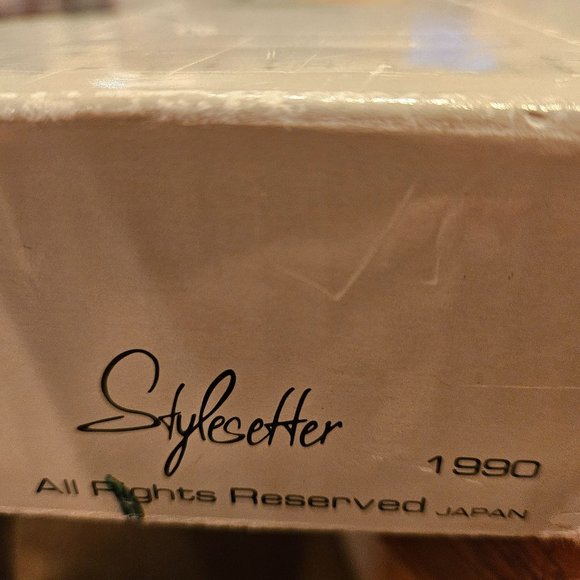 Stylesetter
1990
All Rights Reserved JAPAN